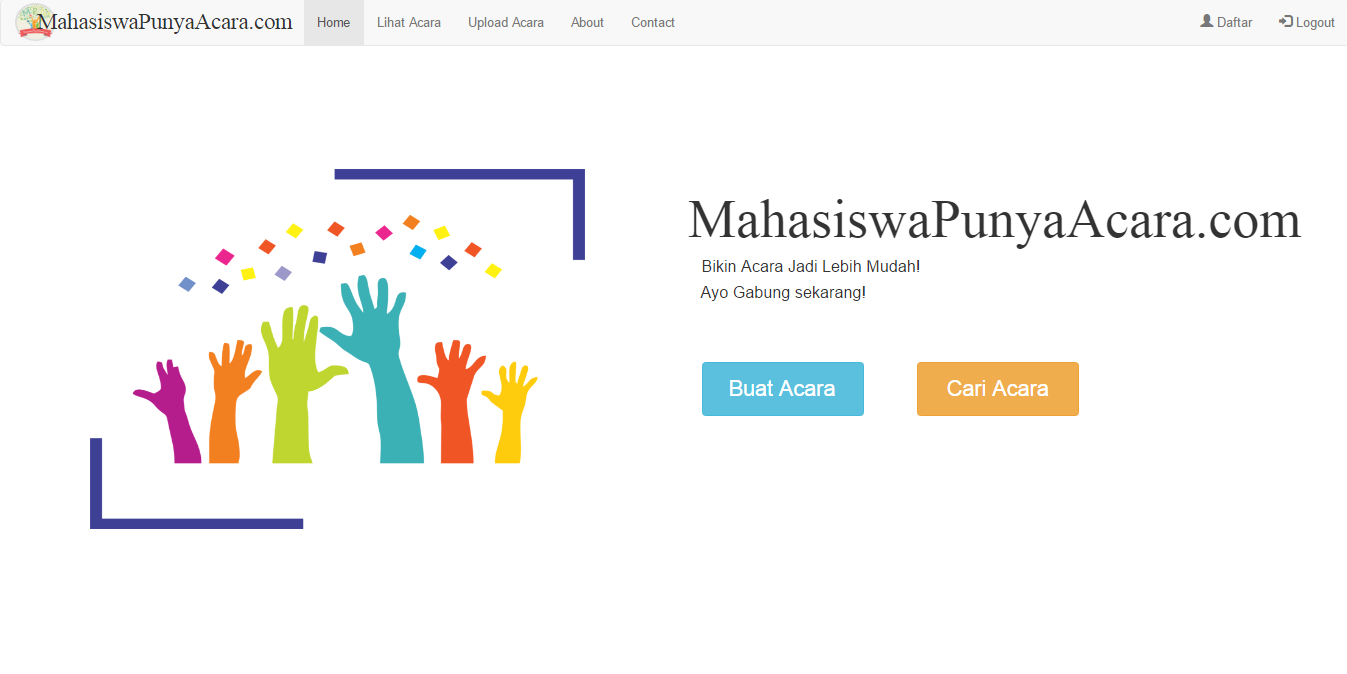 MahasiswaPunyaAcara.com Home Lihat Acara Upload Acara About Contact Daftar Logout
MahasiswaPunyaAcara.com
Bikin Acara Jadi Lebih Mudah!
Ayo Gabung sekarang!
Buat Acara Cari Acara